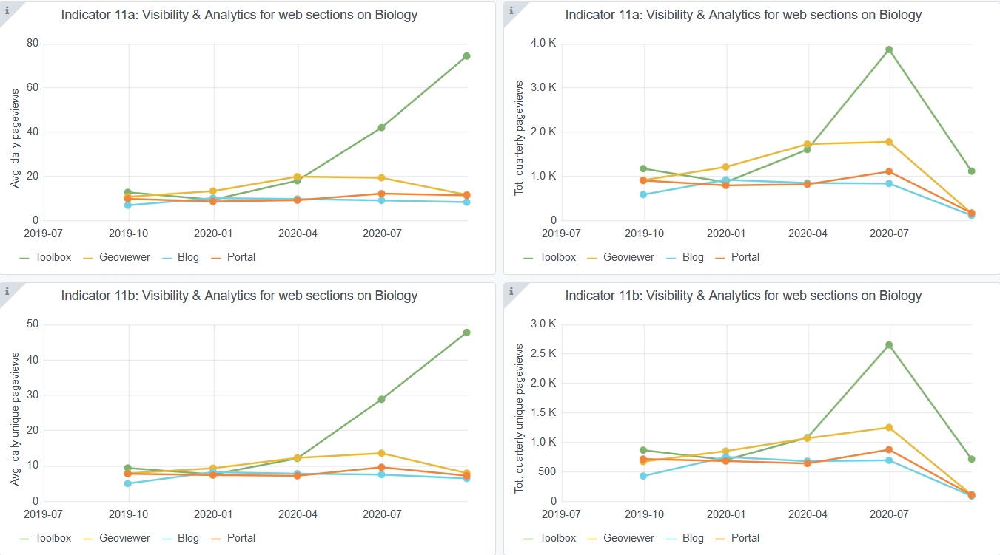 i
Indicator 11a: Visibility & Analytics for web sections on Biology
Avg. daily pageviews
80
60
40
20
0
2019-07 2019-10 2020-01 2020-04 2020-07
Toolbox Geoviewer Blog Portal
i
Indicator 11a: Visibility & Analytics for web sections on Biology
Tot. quarterly pageviews
4.0 K
3.0 K
2.0 K
1.0 K
0
2019-07 2019-10 2020-01 2020-04 2020-07
Toolbox Geoviewer Blog Portal
i
Indicator 11b: Visibility & Analytics for web sections on Biology
Avg. daily unique pageviews
50
40
30
20
10
0
2019-07 2019-10 2020-01 2020-04 2020-07
Toolbox Geoviewer Blog Portal
i
Indicator 11b: Visibility & Analytics for web sections on Biology
Tot. quarterly unique pageviews
3.0 K
2.5 K
2.0 K
1.5 K
1.0 K
500
0
2019-07 2019-10 2020-01 2020-04 2020-07
Toolbox Geoviewer Blog Portal